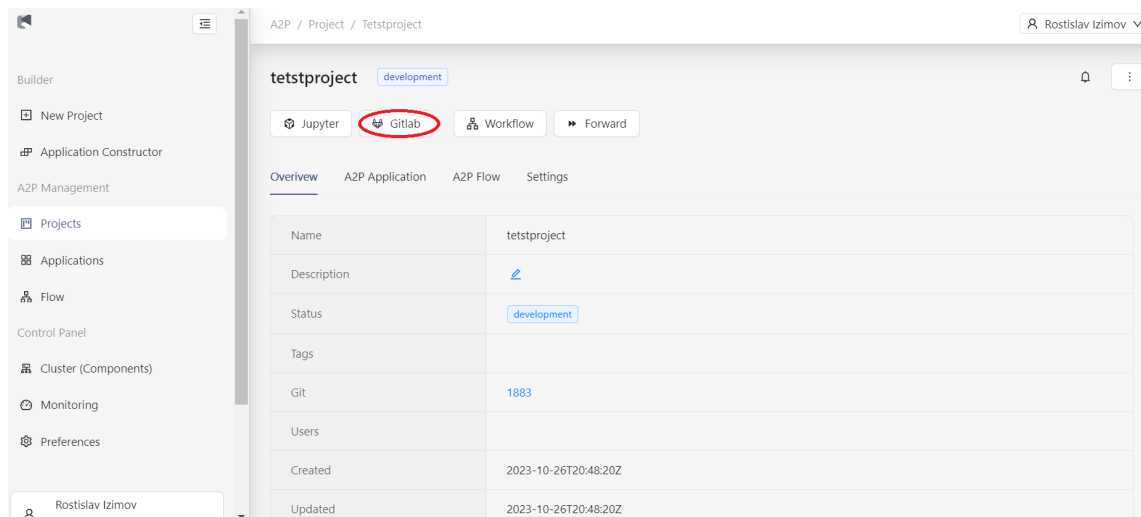 A2P / Project / Tetstproject
Rostislav Izimov
Builder
New Project
Application Constructor
A2P Management
Projects
Applications
Flow
Control Panel
Cluster (Components)
Monitoring
Preferences
Rostislav Izimov
tetstproject development
Jupyter Gitlab Workflow Forward
Overivew A2P Application A2P Flow Settings
Name tetstproject
Description
Status development
Tags
Git 1883
Users
Created 2023-10-26T20:48:20Z
Updated 2023-10-26T20:48:20Z